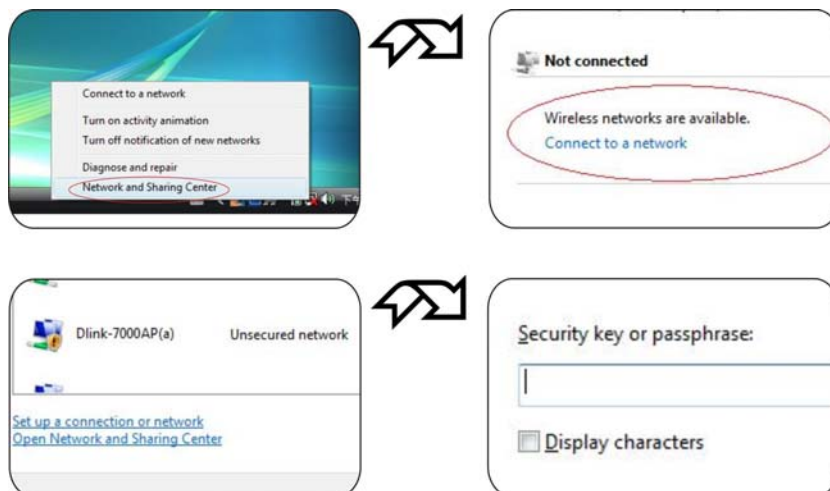 Connect to a network
Turn on activity animation
Turn off notification of new networks
Diagnose and repair
Network and Sharing Center
Not connected
Wireless networks are available.
Connect to a network
Dlink-7000AP(a) Unsecured network
Set up a connection or network
Open Network and Sharing Center
Security key or passphrase:
Display characters